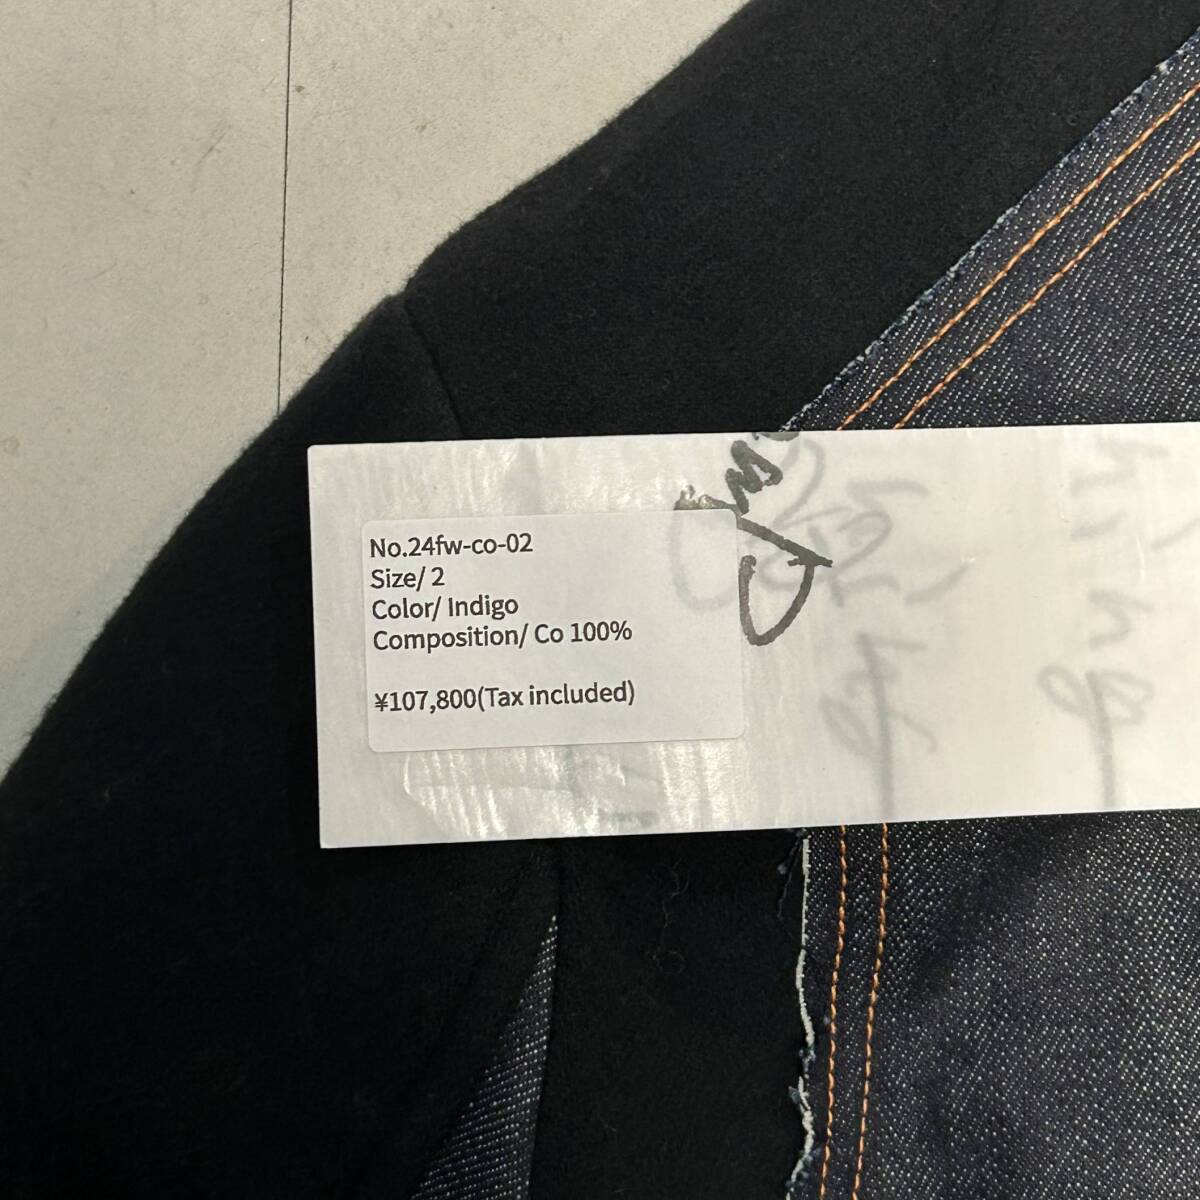 No.24fw-co-02
Size/ 2
Color/ Indigo
Composition/ Co 100%
¥107,800(Tax included)